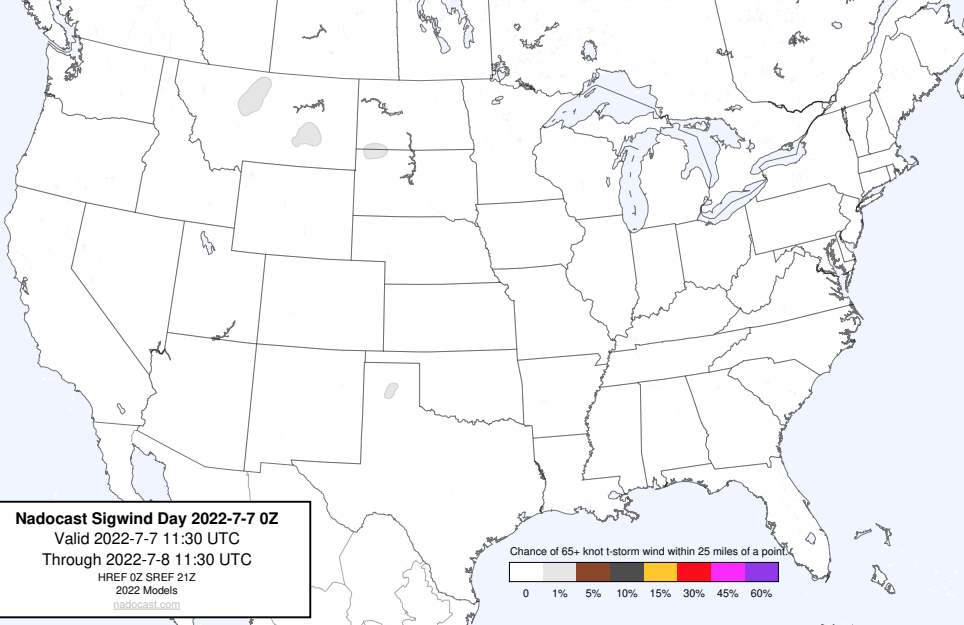 Nadocast Sigwind Day 2022-7-7 0Z
Valid 2022-7-7 11:30 UTC
Through 2022-7-8 11:30 UTC
HREF 0Z SREF 21Z
2022 Models
nadocast.com
Chance of 65+ knot t-storm wind within 25 miles of a point.
0 1% 5% 10% 15% 30% 45% 60%